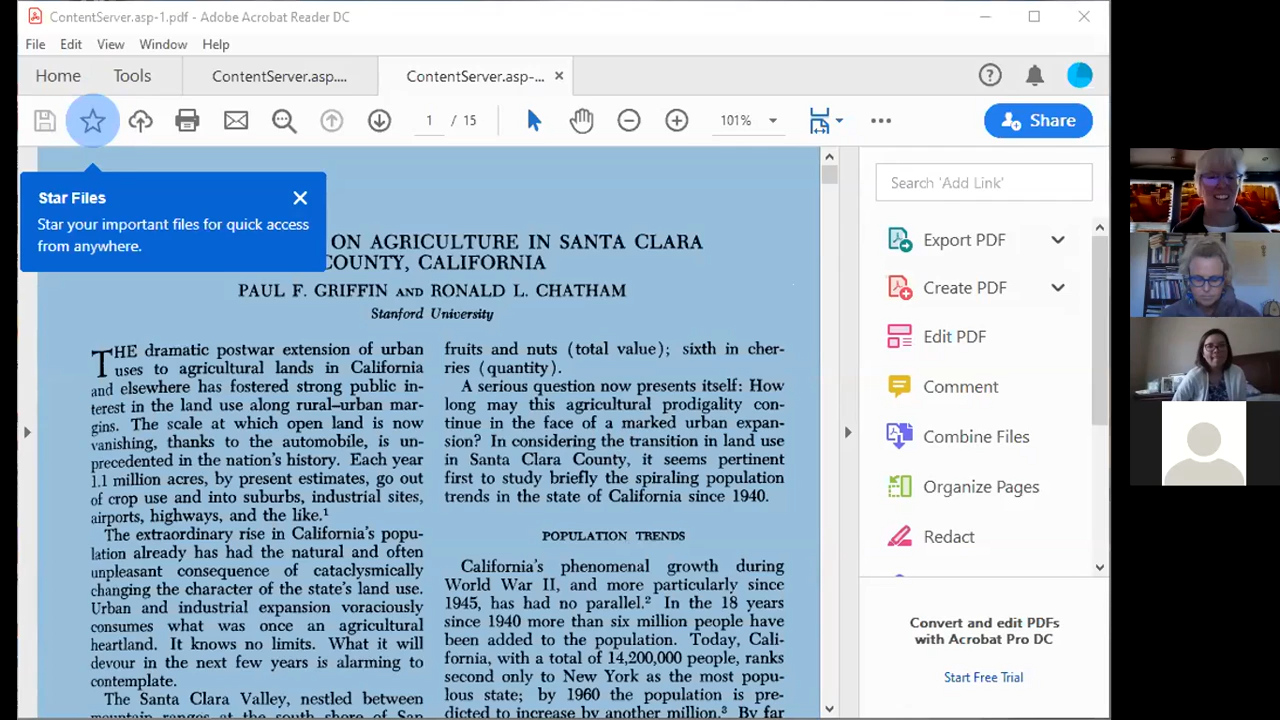 ContentServer.asp-1.pdf - Adobe Acrobat Reader DC
File Edit View Window Help
Home Tools ContentServer.asp.... ContentServer.asp-... ×
1 / 15 101% Share
Star Files
Star your important files for quick access
from anywhere.
ON AGRICULTURE IN SANTA CLARA
COUNTY, CALIFORNIA
PAUL F. GRIFFIN AND RONALD L. CHATHAM
Stanford University
THE dramatic postwar extension of urban
uses to agricultural lands in California
and elsewhere has fostered strong public in-
terest in the land use along rural–urban mar-
gins. The scale at which open land is now
vanishing, thanks to the automobile, is un-
precedented in the nation's history. Each year
1.1 million acres, by present estimates, go out
of crop use and into suburbs, industrial sites,
airports, highways, and the like.¹
The extraordinary rise in California's popu-
lation already has had the natural and often
unpleasant consequence of cataclysmically
changing the character of the state's land use.
Urban and industrial expansion voraciously
consumes what was once an agricultural
heartland. It knows no limits. What it will
devour in the next few years is alarming to
contemplate.
The Santa Clara Valley, nestled between
mountain ranges at the south shore of San
fruits and nuts (total value); sixth in cher-
ries (quantity).
A serious question now presents itself: How
long may this agricultural prodigality con-
tinue in the face of a marked urban expan-
sion? In considering the transition in land use
in Santa Clara County, it seems pertinent
first to study briefly the spiraling population
trends in the state of California since 1940.
POPULATION TRENDS
California's phenomenal growth during
World War II, and more particularly since
1945, has had no parallel.² In the 18 years
since 1940 more than six million people have
been added to the population. Today, Cali-
fornia, with a total of 14,200,000 people, ranks
second only to New York as the most popu-
lous state; by 1960 the population is pre-
dicted to increase by another million.³ By far
Search 'Add Link'
Export PDF
Create PDF
Edit PDF
Comment
Combine Files
Organize Pages
Redact
Convert and edit PDFs
with Acrobat Pro DC
Start Free Trial